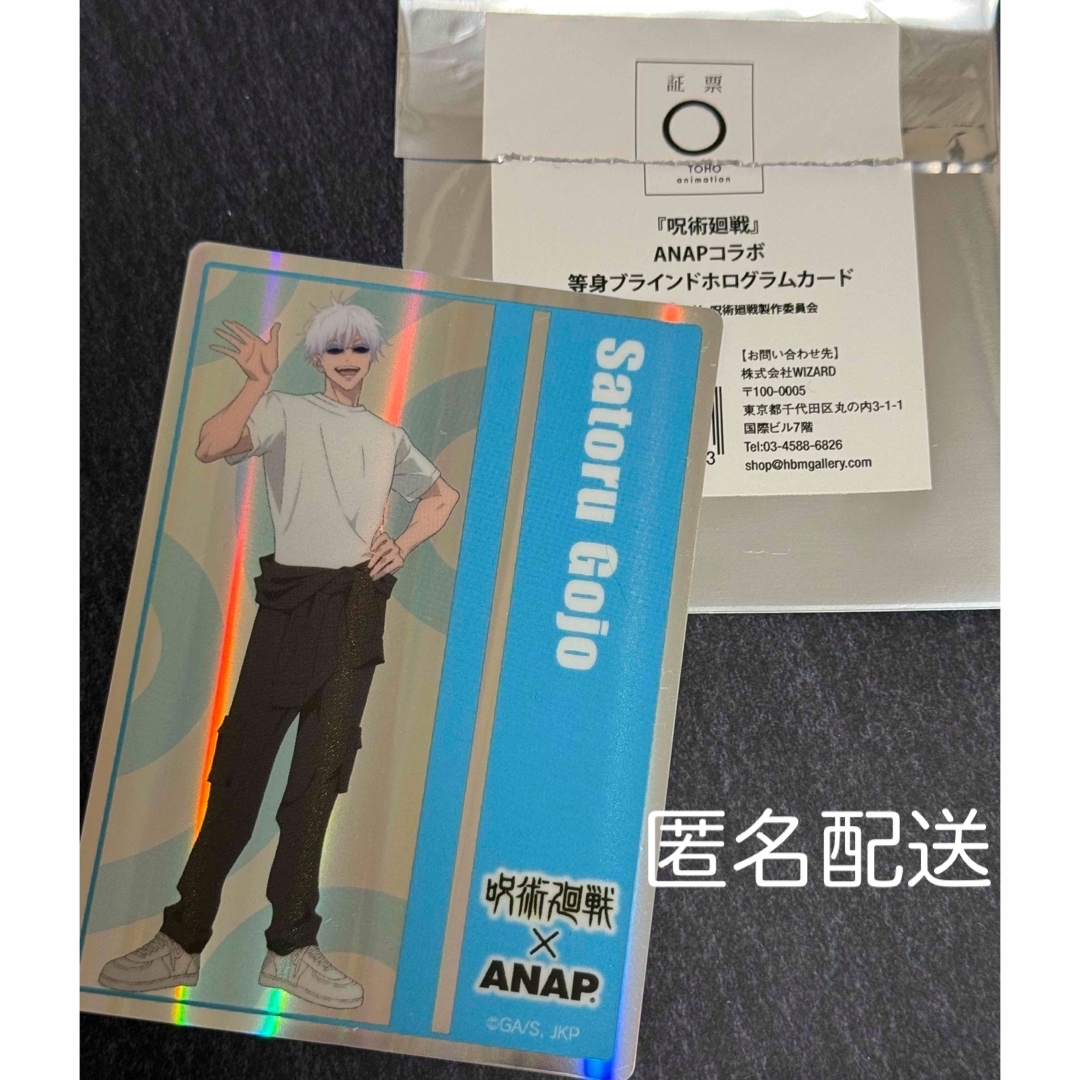 証 票
TOHO
animation
『呪術廻戦』
ANAPコラボ
等身ブラインドホログラムカード
呪術廻戦製作委員会
【お問い合わせ先】
株式会社WIZARD
〒100-0005
東京都千代田区丸の内3-1-1
国際ビル7階
Tel:03-4588-6826
shop@hbmgallery.com
3
Satoru Gojo
呪術廻戦
×
ANAP.
©GA/S, JKP
匿名配送